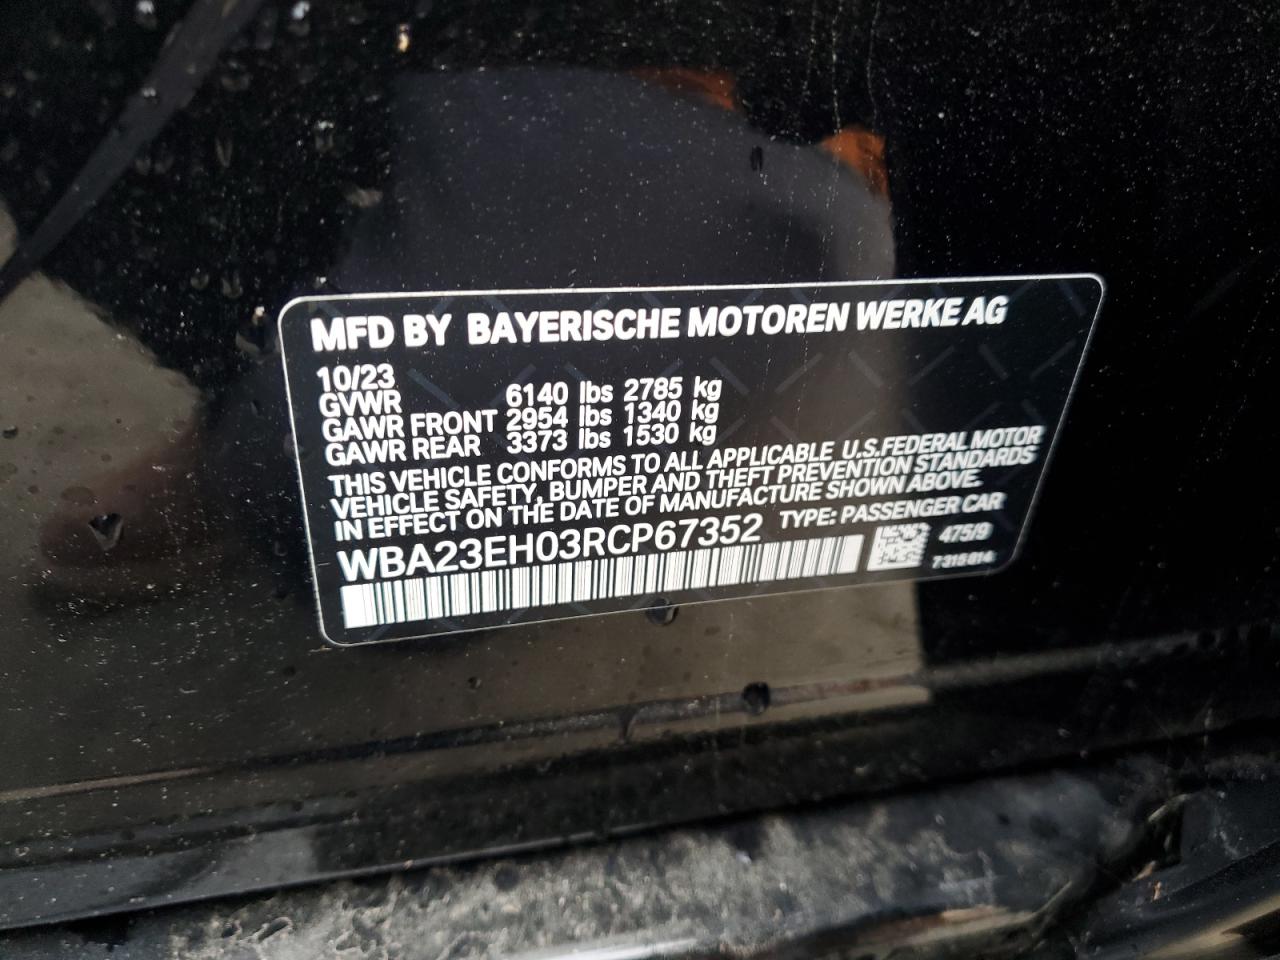 MFD BY BAYERISCHE MOTOREN WERKE AG
10/23
GVWR 6140 lbs 2785 kg
GAWR FRONT 2954 lbs 1340 kg
GAWR REAR 3373 lbs 1530 kg
THIS VEHICLE CONFORMS TO ALL APPLICABLE U.S.FEDERAL MOTOR
VEHICLE SAFETY, BUMPER AND THEFT PREVENTION STANDARDS
IN EFFECT ON THE DATE OF MANUFACTURE SHOWN ABOVE.
WBA23EH03RCP67352 TYPE: PASSENGER CAR
475/9
7315814